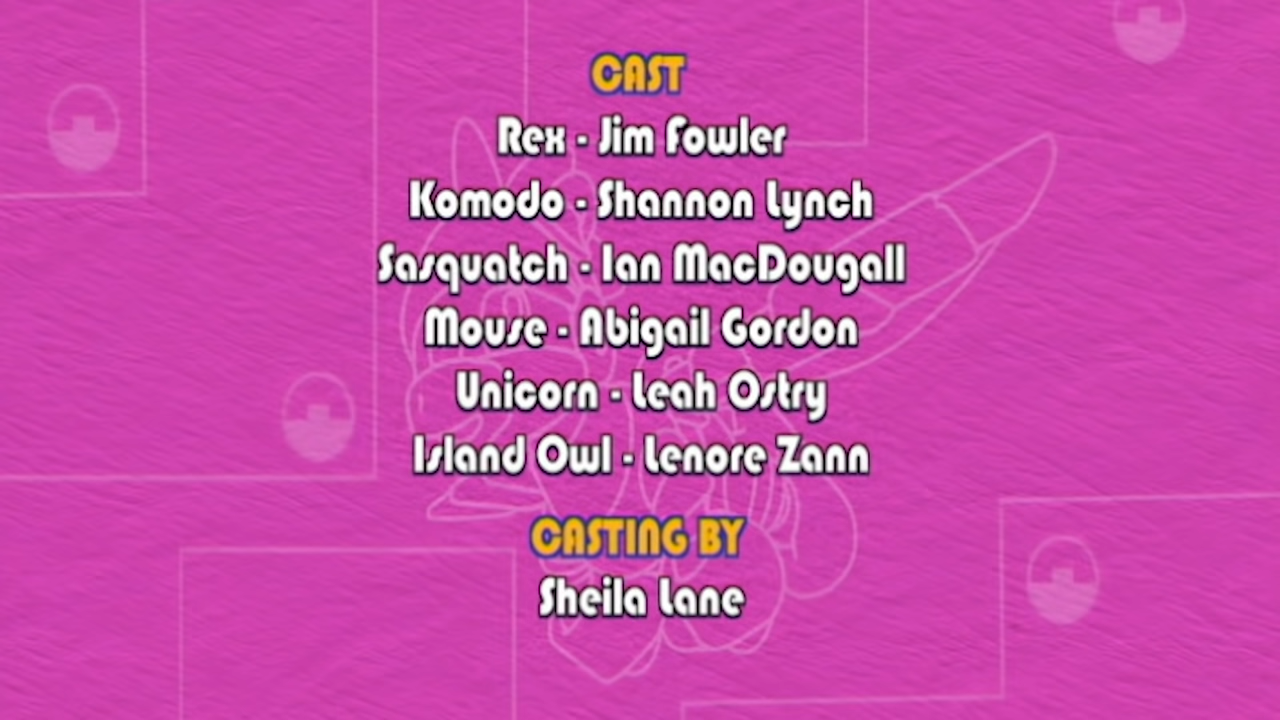 CAST
Rex - Jim Fowler
Komodo - Shannon Lynch
Sasquatch - Ian MacDougall
Mouse - Abigail Gordon
Unicorn - Leah Ostry
Island Owl - Lenore Zann
CASTING BY
Sheila Lane